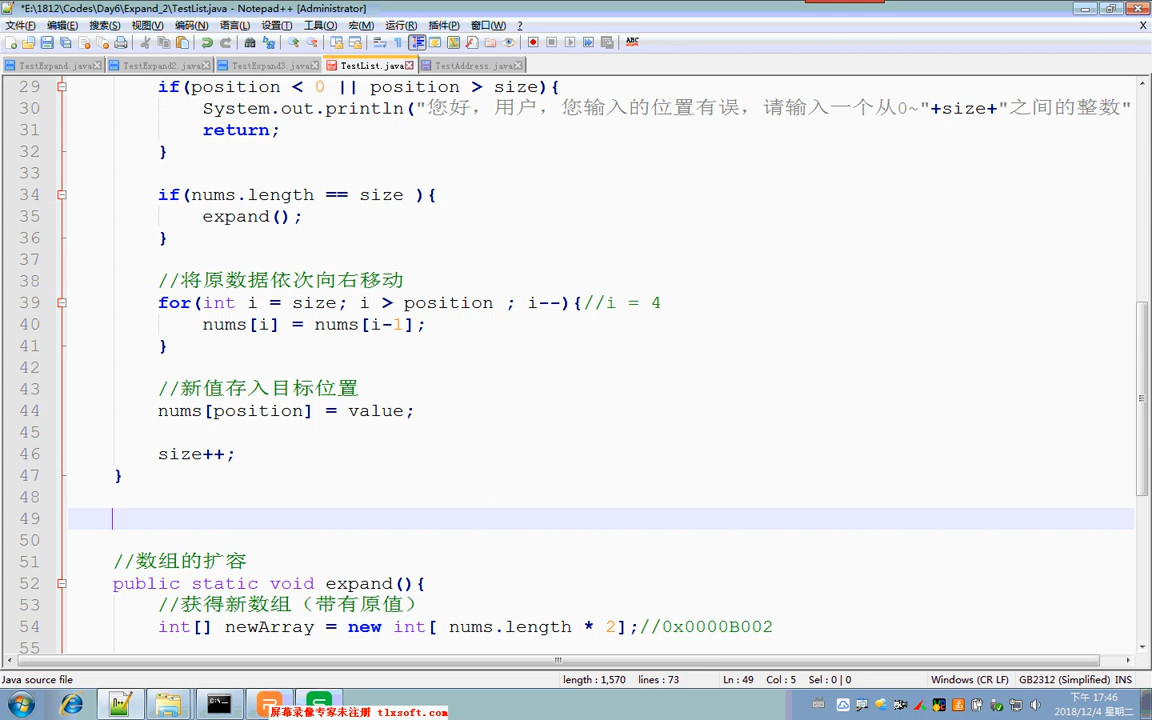 *E:\1812\Codes\Day6\Expand_2\TestList.java - Notepad++ [Administrator]
文件(F) 编辑(E) 搜索(S) 视图(V) 编码(N) 语言(L) 设置(T) 工具(O) 宏(M) 运行(R) 插件(P) 窗口(W) ? X
TestExpand.java TestExpand2.java TestExpand3.java TestList.java TestAddress.java
29 if(position < 0 || position > size){
30 System.out.println("您好, 用户, 您输入的位置有误, 请输入一个从0~"+size+"之间的整数"
31 return;
32 }
33
34 if(nums.length == size ){
35 expand();
36 }
37
38 //将原数据依次向右移动
39 for(int i = size; i > position ; i--){//i = 4
40 nums[i] = nums[i-1];
41 }
42
43 //新值存入目标位置
44 nums[position] = value;
45
46 size++;
47 }
48
49
50
51 //数组的扩容
52 public static void expand(){
53 //获得新数组（带有原值）
54 int[] newArray = new int[ nums.length * 2];//0x0000B002
55
Java source file length : 1,570 lines : 73 Ln : 49 Col : 5 Sel : 0 | 0 Windows (CR LF) GB2312 (Simplified) INS
下午 17:46
屏幕录像专家未注册 tlxsoft.com 2018/12/4 星期二